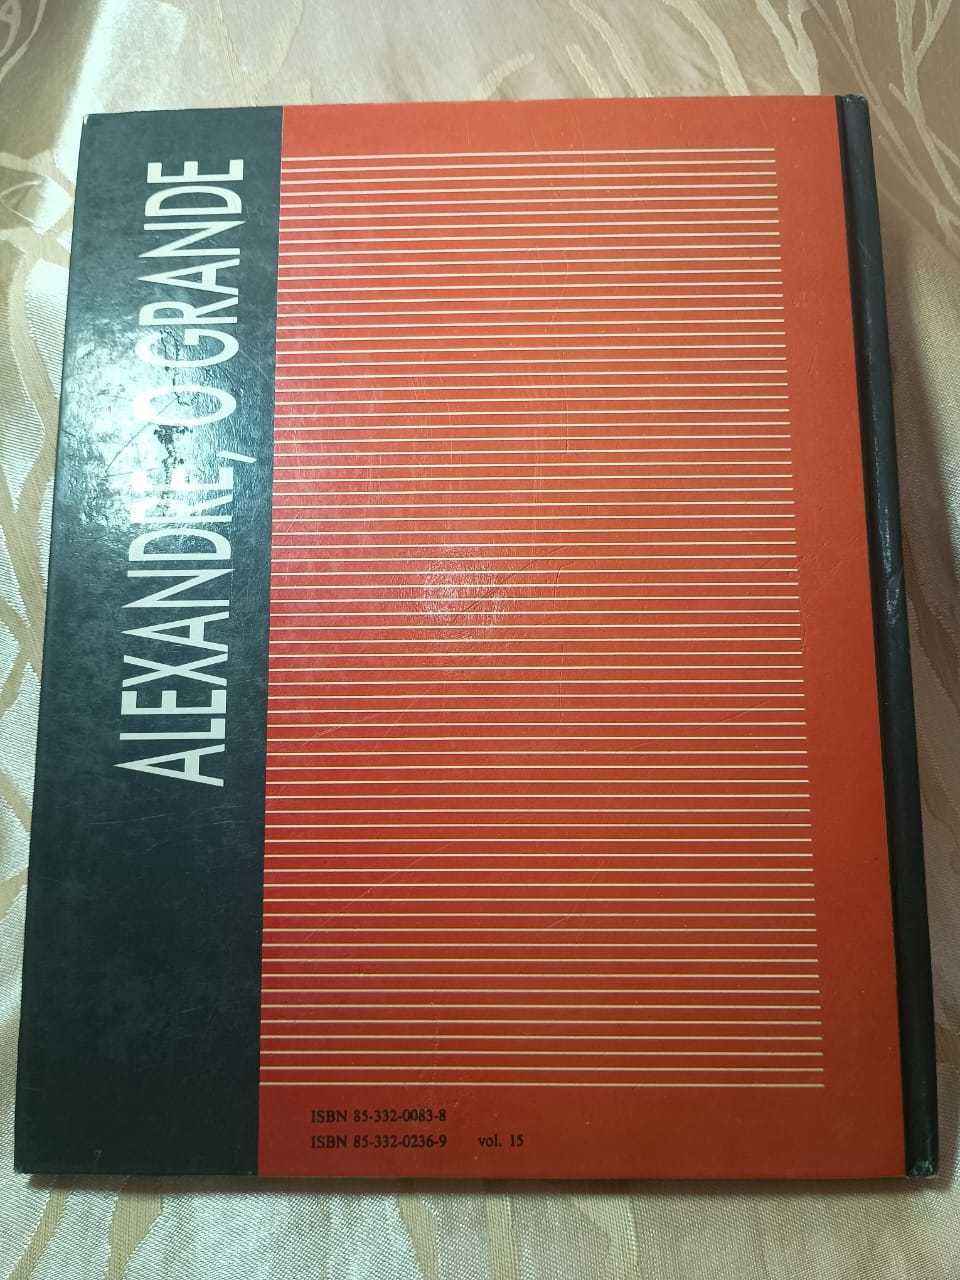 ALEXANDRE, O GRANDE
ISBN 85-332-0083-8
ISBN 85-332-0236-9 vol. 15